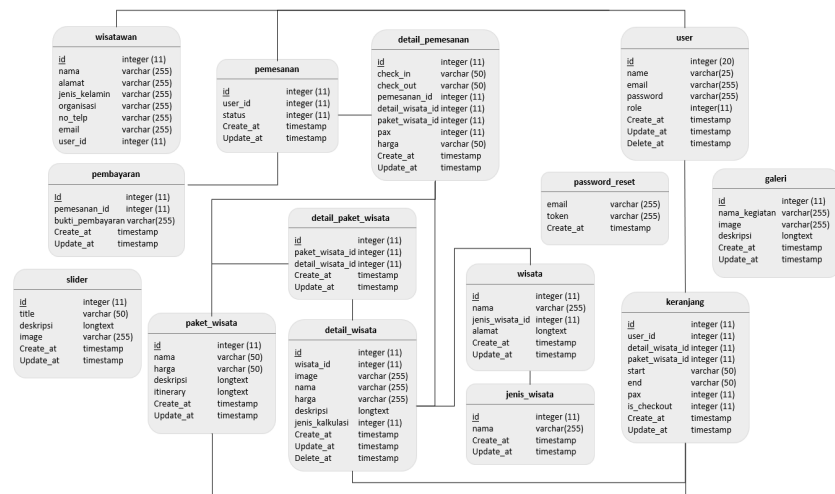 wisatawan
id integer (11)
nama varchar (255)
alamat varchar (255)
jenis_kelamin varchar (255)
organisasi varchar (255)
no_telp varchar (255)
email varchar (255)
user_id integer (11)
pemesanan
id integer (11)
user_id integer (11)
status integer (11)
Create_at timestamp
Update_at timestamp
detail_pemesanan
id integer (11)
check_in varchar (50)
check_out varchar (50)
pemesanan_id integer (11)
detail_wisata_id integer (11)
paket_wisata_id integer (11)
pax integer (11)
harga varchar (50)
Create_at timestamp
Update_at timestamp
user
id integer (20)
name varchar(25)
email varchar(255)
password varchar(255)
role integer(11)
Create_at timestamp
Update_at timestamp
Delete_at timestamp
pembayaran
Id integer (11)
pemesanan_id integer (11)
bukti_pembayaran varchar(255)
Create_at timestamp
Update_at timestamp
password_reset
email varchar (255)
token varchar (255)
Create_at timestamp
galeri
id integer (11)
nama_kegiatan varchar(255)
image varchar(255)
deskripsi longtext
Create_at timestamp
Update_at timestamp
detail_paket_wisata
id integer (11)
paket_wisata_id integer (11)
detail_wisata_id integer (11)
Create_at timestamp
Update_at timestamp
slider
id integer (11)
title varchar (50)
deskripsi longtext
image varchar (255)
Create_at timestamp
Update_at timestamp
wisata
id integer (11)
nama varchar (255)
jenis_wisata_id integer (11)
alamat longtext
Create_at timestamp
Update_at timestamp
keranjang
id integer (11)
user_id integer (11)
detail_wisata_id integer (11)
paket_wisata_id integer (11)
start varchar (50)
end varchar (50)
pax integer (11)
is_checkout integer (11)
Create_at timestamp
Update_at timestamp
paket_wisata
id integer (11)
nama varchar (50)
harga varchar (50)
deskripsi longtext
itinerary longtext
Create_at timestamp
Update_at timestamp
detail_wisata
id integer (11)
wisata_id integer (11)
image varchar (255)
nama varchar (255)
harga varchar (255)
deskripsi longtext
jenis_kalkulasi integer (11)
Create_at timestamp
Update_at timestamp
Delete_at timestamp
jenis_wisata
id integer (11)
nama varchar(255)
Create_at timestamp
Update_at timestamp